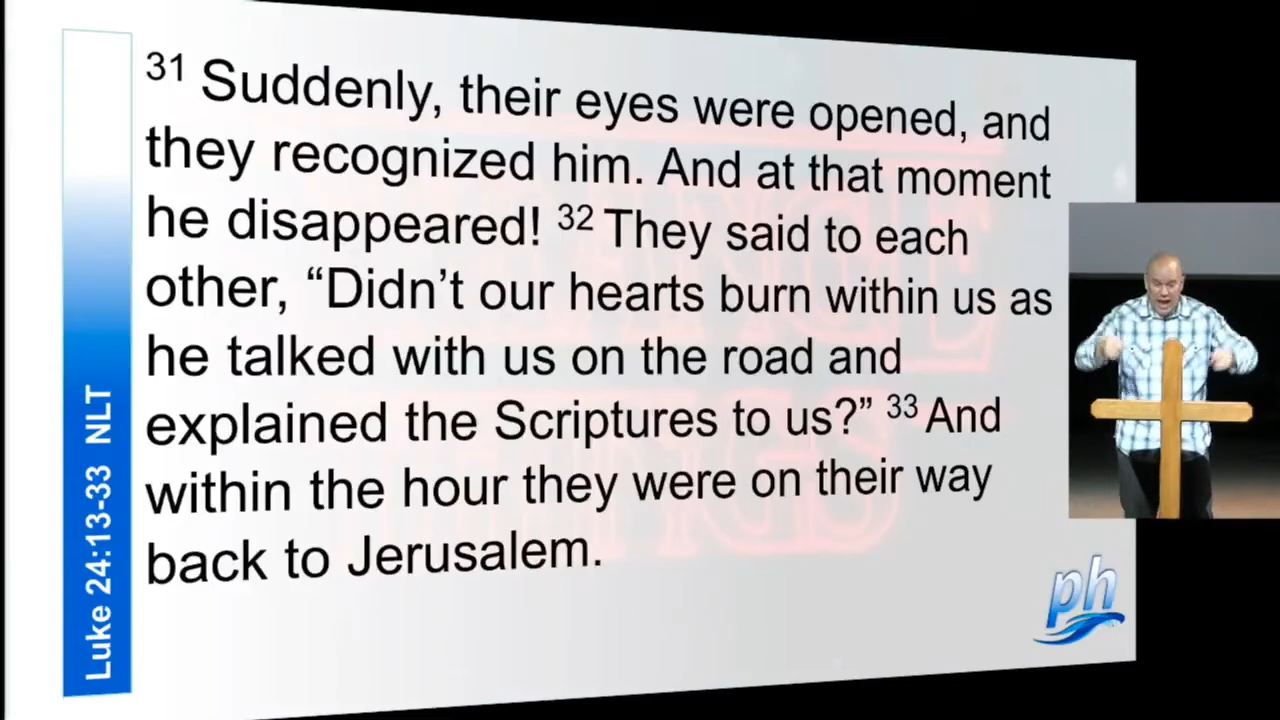 31 Suddenly, their eyes were opened, and
they recognized him. And at that moment
he disappeared! 32 They said to each
other, “Didn’t our hearts burn within us as
he talked with us on the road and
explained the Scriptures to us?” 33 And
within the hour they were on their way
back to Jerusalem.
Luke 24:13-33 NLT
ph